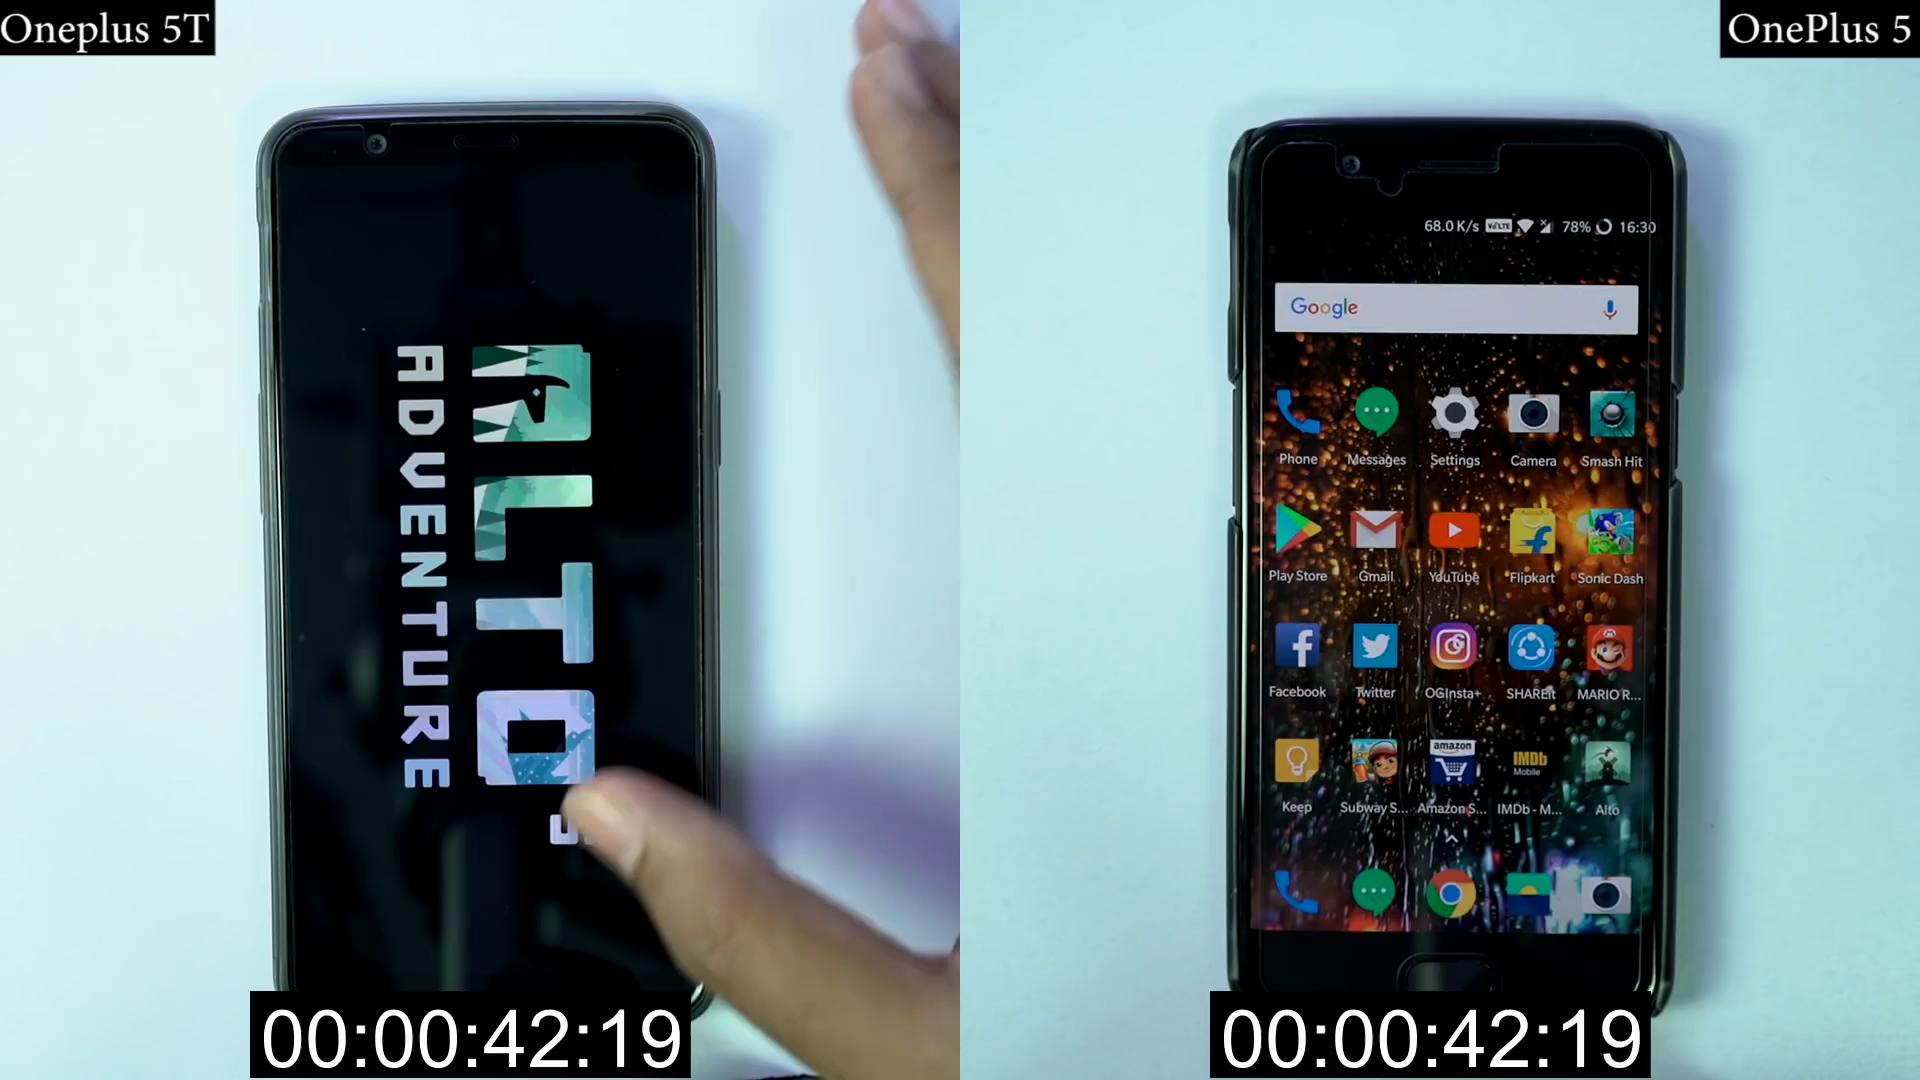 Oneplus 5T
OnePlus 5
ALTO'S
ADVENTURE
68.0 K/s VoLTE 78% 16:30
Google
Phone Messages Settings Camera Smash Hit
Play Store Gmail YouTube Flipkart Sonic Dash
Facebook Twitter OGInsta+ SHAREit MARIO R...
amazon
IMDb
Mobile
Keep Subway S... Amazon S... IMDb - M... Alto
00:00:42:19
00:00:42:19